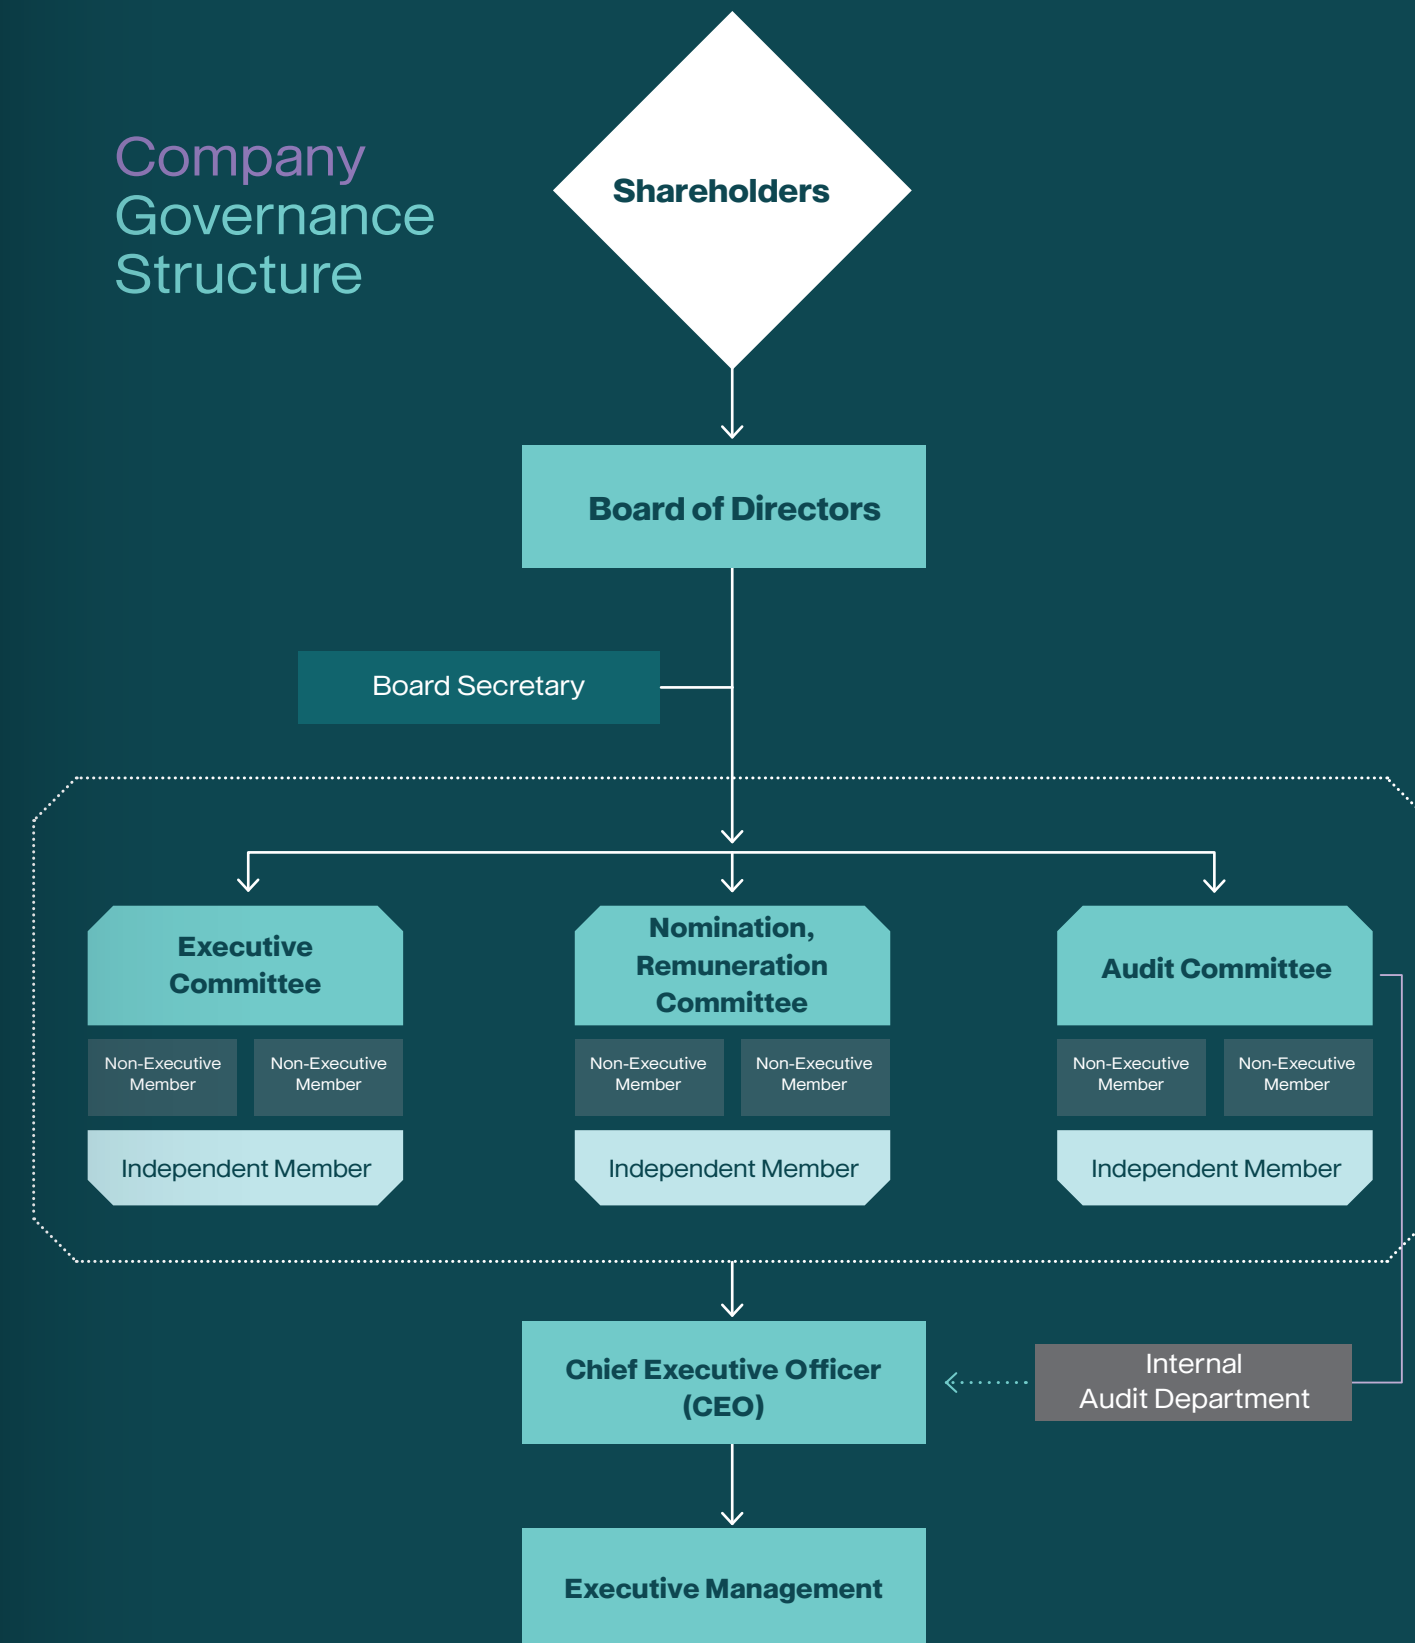 Company
Governance
Structure
Shareholders
Board of Directors
Board Secretary
Executive
Committee
Non-Executive
Member
Non-Executive
Member
Independent Member
Nomination,
Remuneration
Committee
Non-Executive
Member
Non-Executive
Member
Independent Member
Audit Committee
Non-Executive
Member
Non-Executive
Member
Independent Member
Chief Executive Officer
(CEO)
Internal
Audit Department
Executive Management